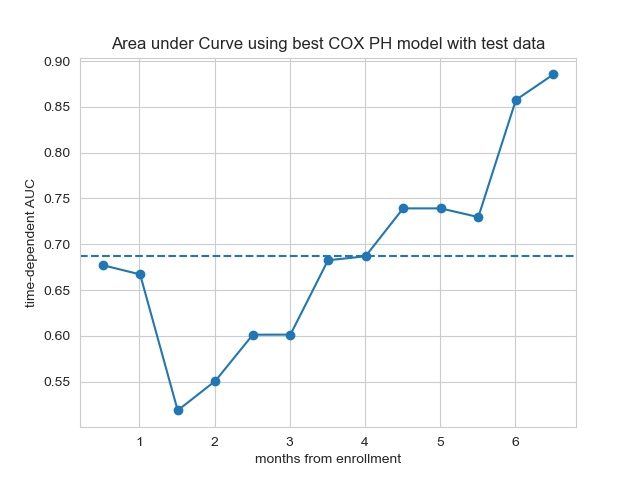 Area under Curve using best COX PH model with test data
time-dependent AUC
0.90
0.85
0.80
0.75
0.70
0.65
0.60
0.55
1 2 3 4 5 6
months from enrollment